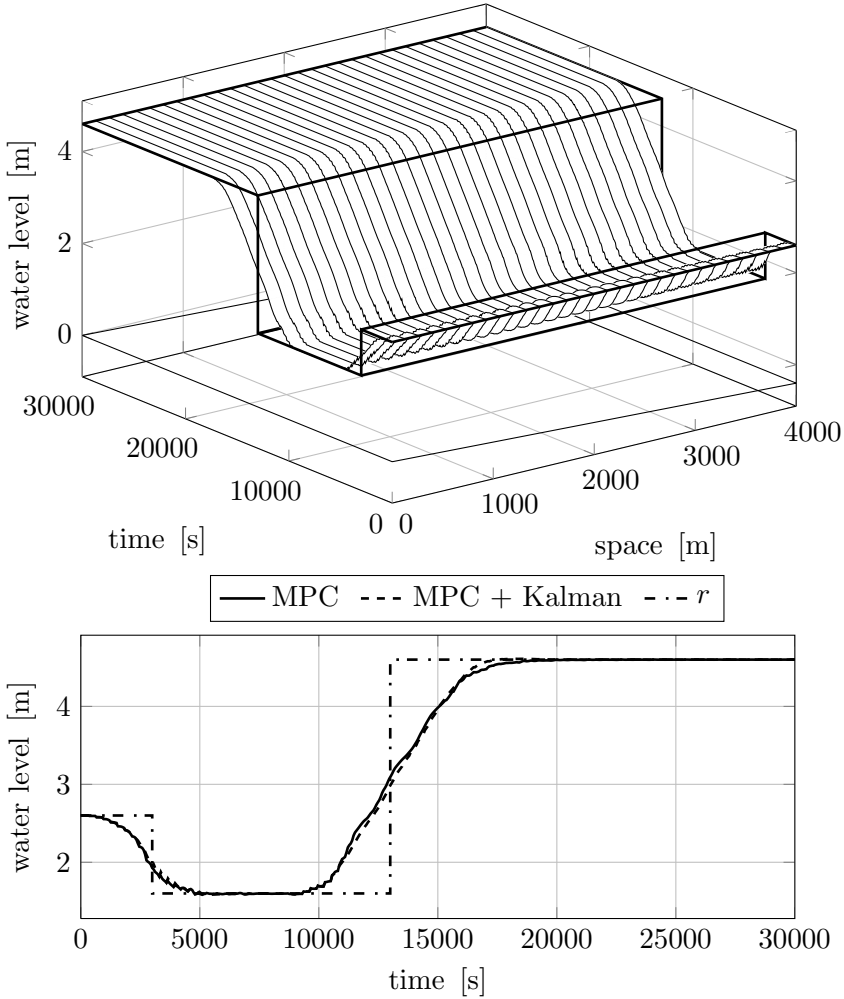 4
2
0
water level [m]
30000
20000
10000
0
time [s]
0
1000
2000
3000
4000
space [m]
MPC MPC + Kalman r
4
3
2
water level [m]
0 5000 10000 15000 20000 25000 30000
time [s]